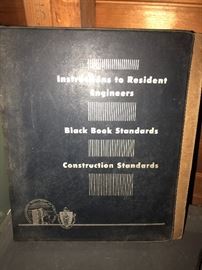 Instructions to Resident
Engineers
Black Book Standards
Construction Standards